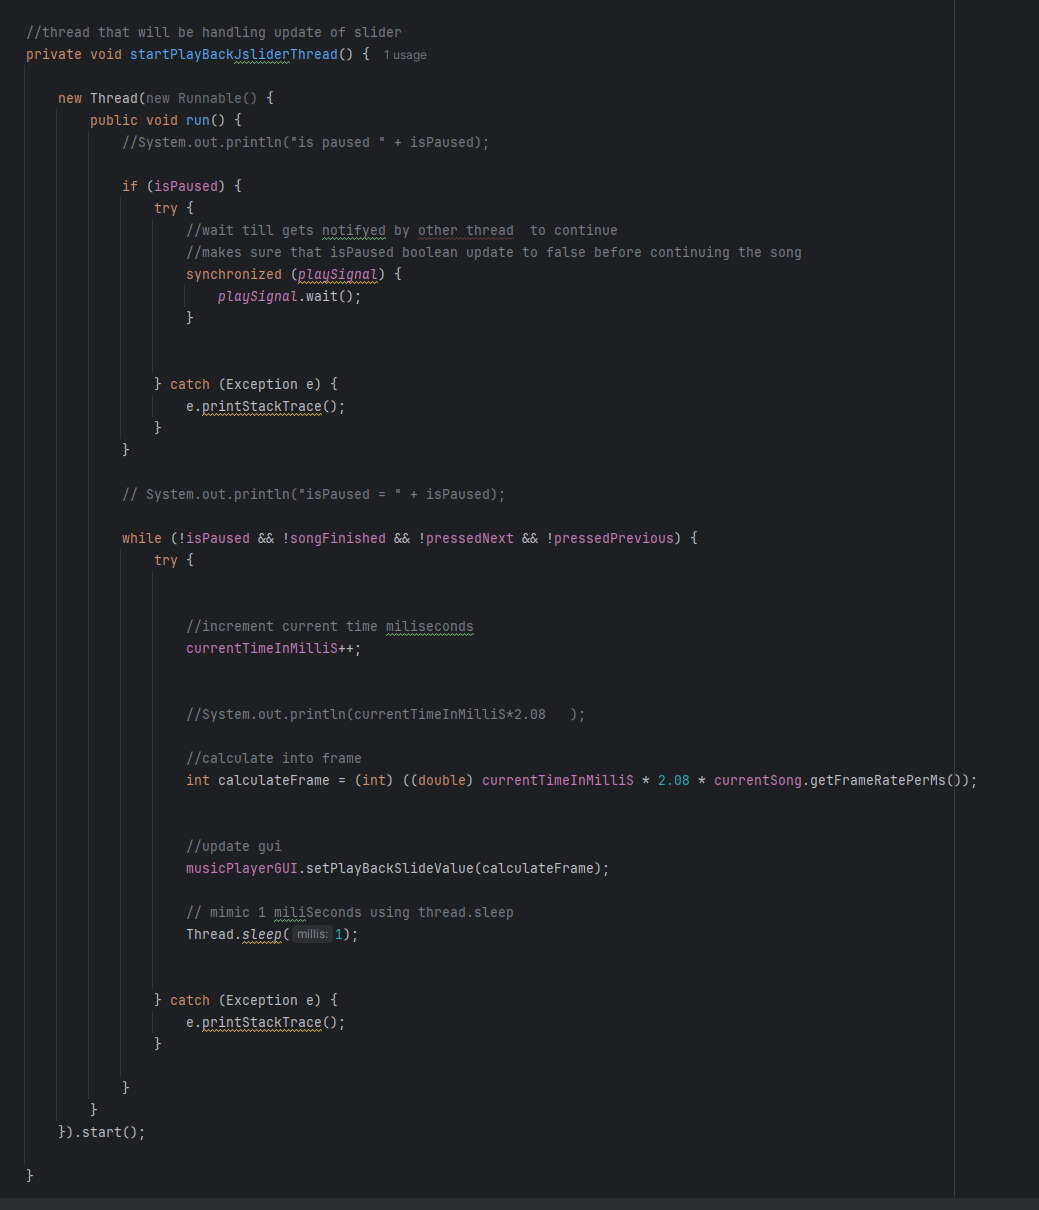 //thread that will be handling update of slider
private void startPlayBackJsliderThread() { 1 usage
new Thread(new Runnable() {
public void run() {
//System.out.println("is paused " + isPaused);
if (isPaused) {
try {
//wait till gets notifyed by other thread  to continue
//makes sure that isPaused boolean update to false before continuing the song
synchronized (playSignal) {
playSignal.wait();
}
} catch (Exception e) {
e.printStackTrace();
}
}
// System.out.println("isPaused = " + isPaused);
while (!isPaused && !songFinished && !pressedNext && !pressedPrevious) {
try {
//increment current time miliseconds
currentTimeInMilliS++;
//System.out.println(currentTimeInMilliS*2.08   );
//calculate into frame
int calculateFrame = (int) ((double) currentTimeInMilliS * 2.08 * currentSong.getFrameRatePerMs());
//update gui
musicPlayerGUI.setPlayBackSlideValue(calculateFrame);
// mimic 1 miliSeconds using thread.sleep
Thread.sleep( millis: 1);
} catch (Exception e) {
e.printStackTrace();
}
}
}
}).start();
}